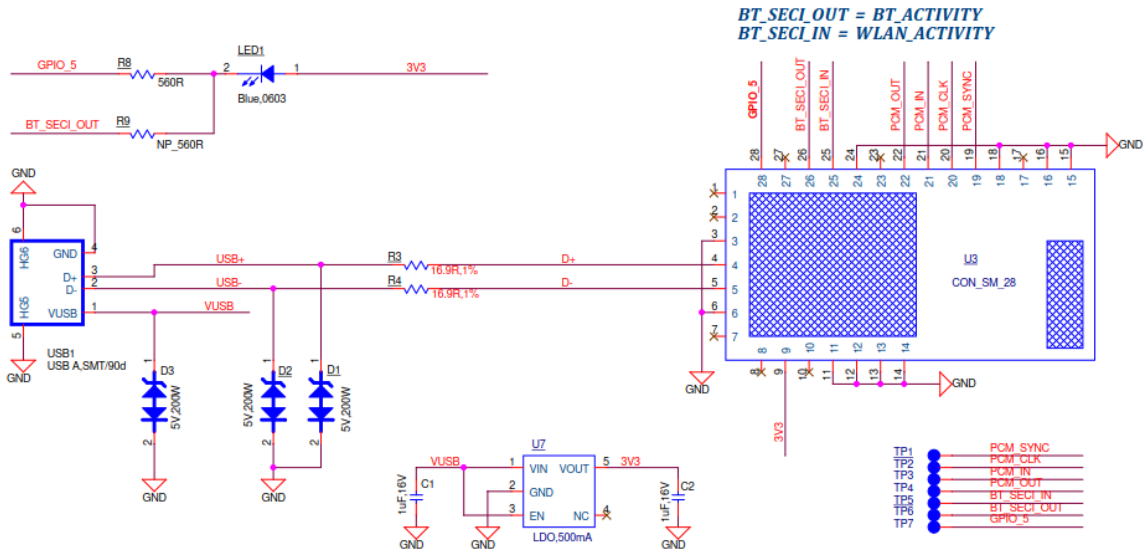 BT_SECI_OUT = BT_ACTIVITY
BT_SECI_IN = WLAN_ACTIVITY
GPIO_5
R8
560R
2
LED1
1
3V3
Blue,0603
BT_SECI_OUT
R9
NP_560R
GPIO_5
BT_SECI_OUT
BT_SECI_IN
PCM_OUT
PCM_IN
PCM_CLK
PCM_SYNC
GND
28 27 26 25 24 23 22 21 20 19 18 17 16 15
28 27 26 25 24 23 22 21 20 19 18 17 16 15
1 1
2 2
3 3
4 4
5 5
6 6
7 7
U3
CON_SM_28
8 9 10 11 12 13 14
8 9 10 11 12 13 14
GND
GND
3V3
GND
6
HG6
GND 4
D+ 3
D- 2
VUSB 1
HG5
5
USB1
USB A,SMT/90d
GND
USB+
R3
16.9R,1%
D+
USB-
R4
16.9R,1%
D-
VUSB
1
D3
2
5V,200W
GND
1
D2
2
5V,200W
1
D1
2
5V,200W
GND
U7
VUSB
1 VIN
VOUT 5
3V3
2 GND
3 EN
NC 4
LDO,500mA
C1
1uF,16V
GND
GND
C2
1uF,16V
GND
TP1 PCM_SYNC
TP2 PCM_CLK
TP3 PCM_IN
TP4 PCM_OUT
TP5 BT_SECI_IN
TP6 BT_SECI_OUT
TP7 GPIO_5